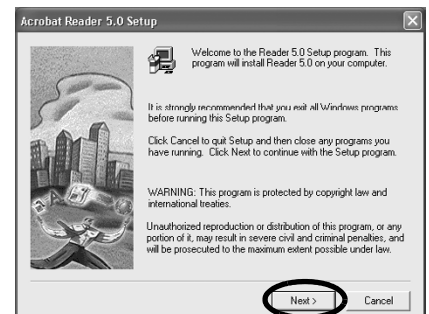 Acrobat Reader 5.0 Setup
Welcome to the Reader 5.0 Setup program. This
program will install Reader 5.0 on your computer.
It is strongly recommended that you exit all Windows programs
before running this Setup program.
Click Cancel to quit Setup and then close any programs you
have running. Click Next to continue with the Setup program.
WARNING: This program is protected by copyright law and
international treaties.
Unauthorized reproduction or distribution of this program, or any
portion of it, may result in severe civil and criminal penalties, and
will be prosecuted to the maximum extent possible under law.
Next > Cancel